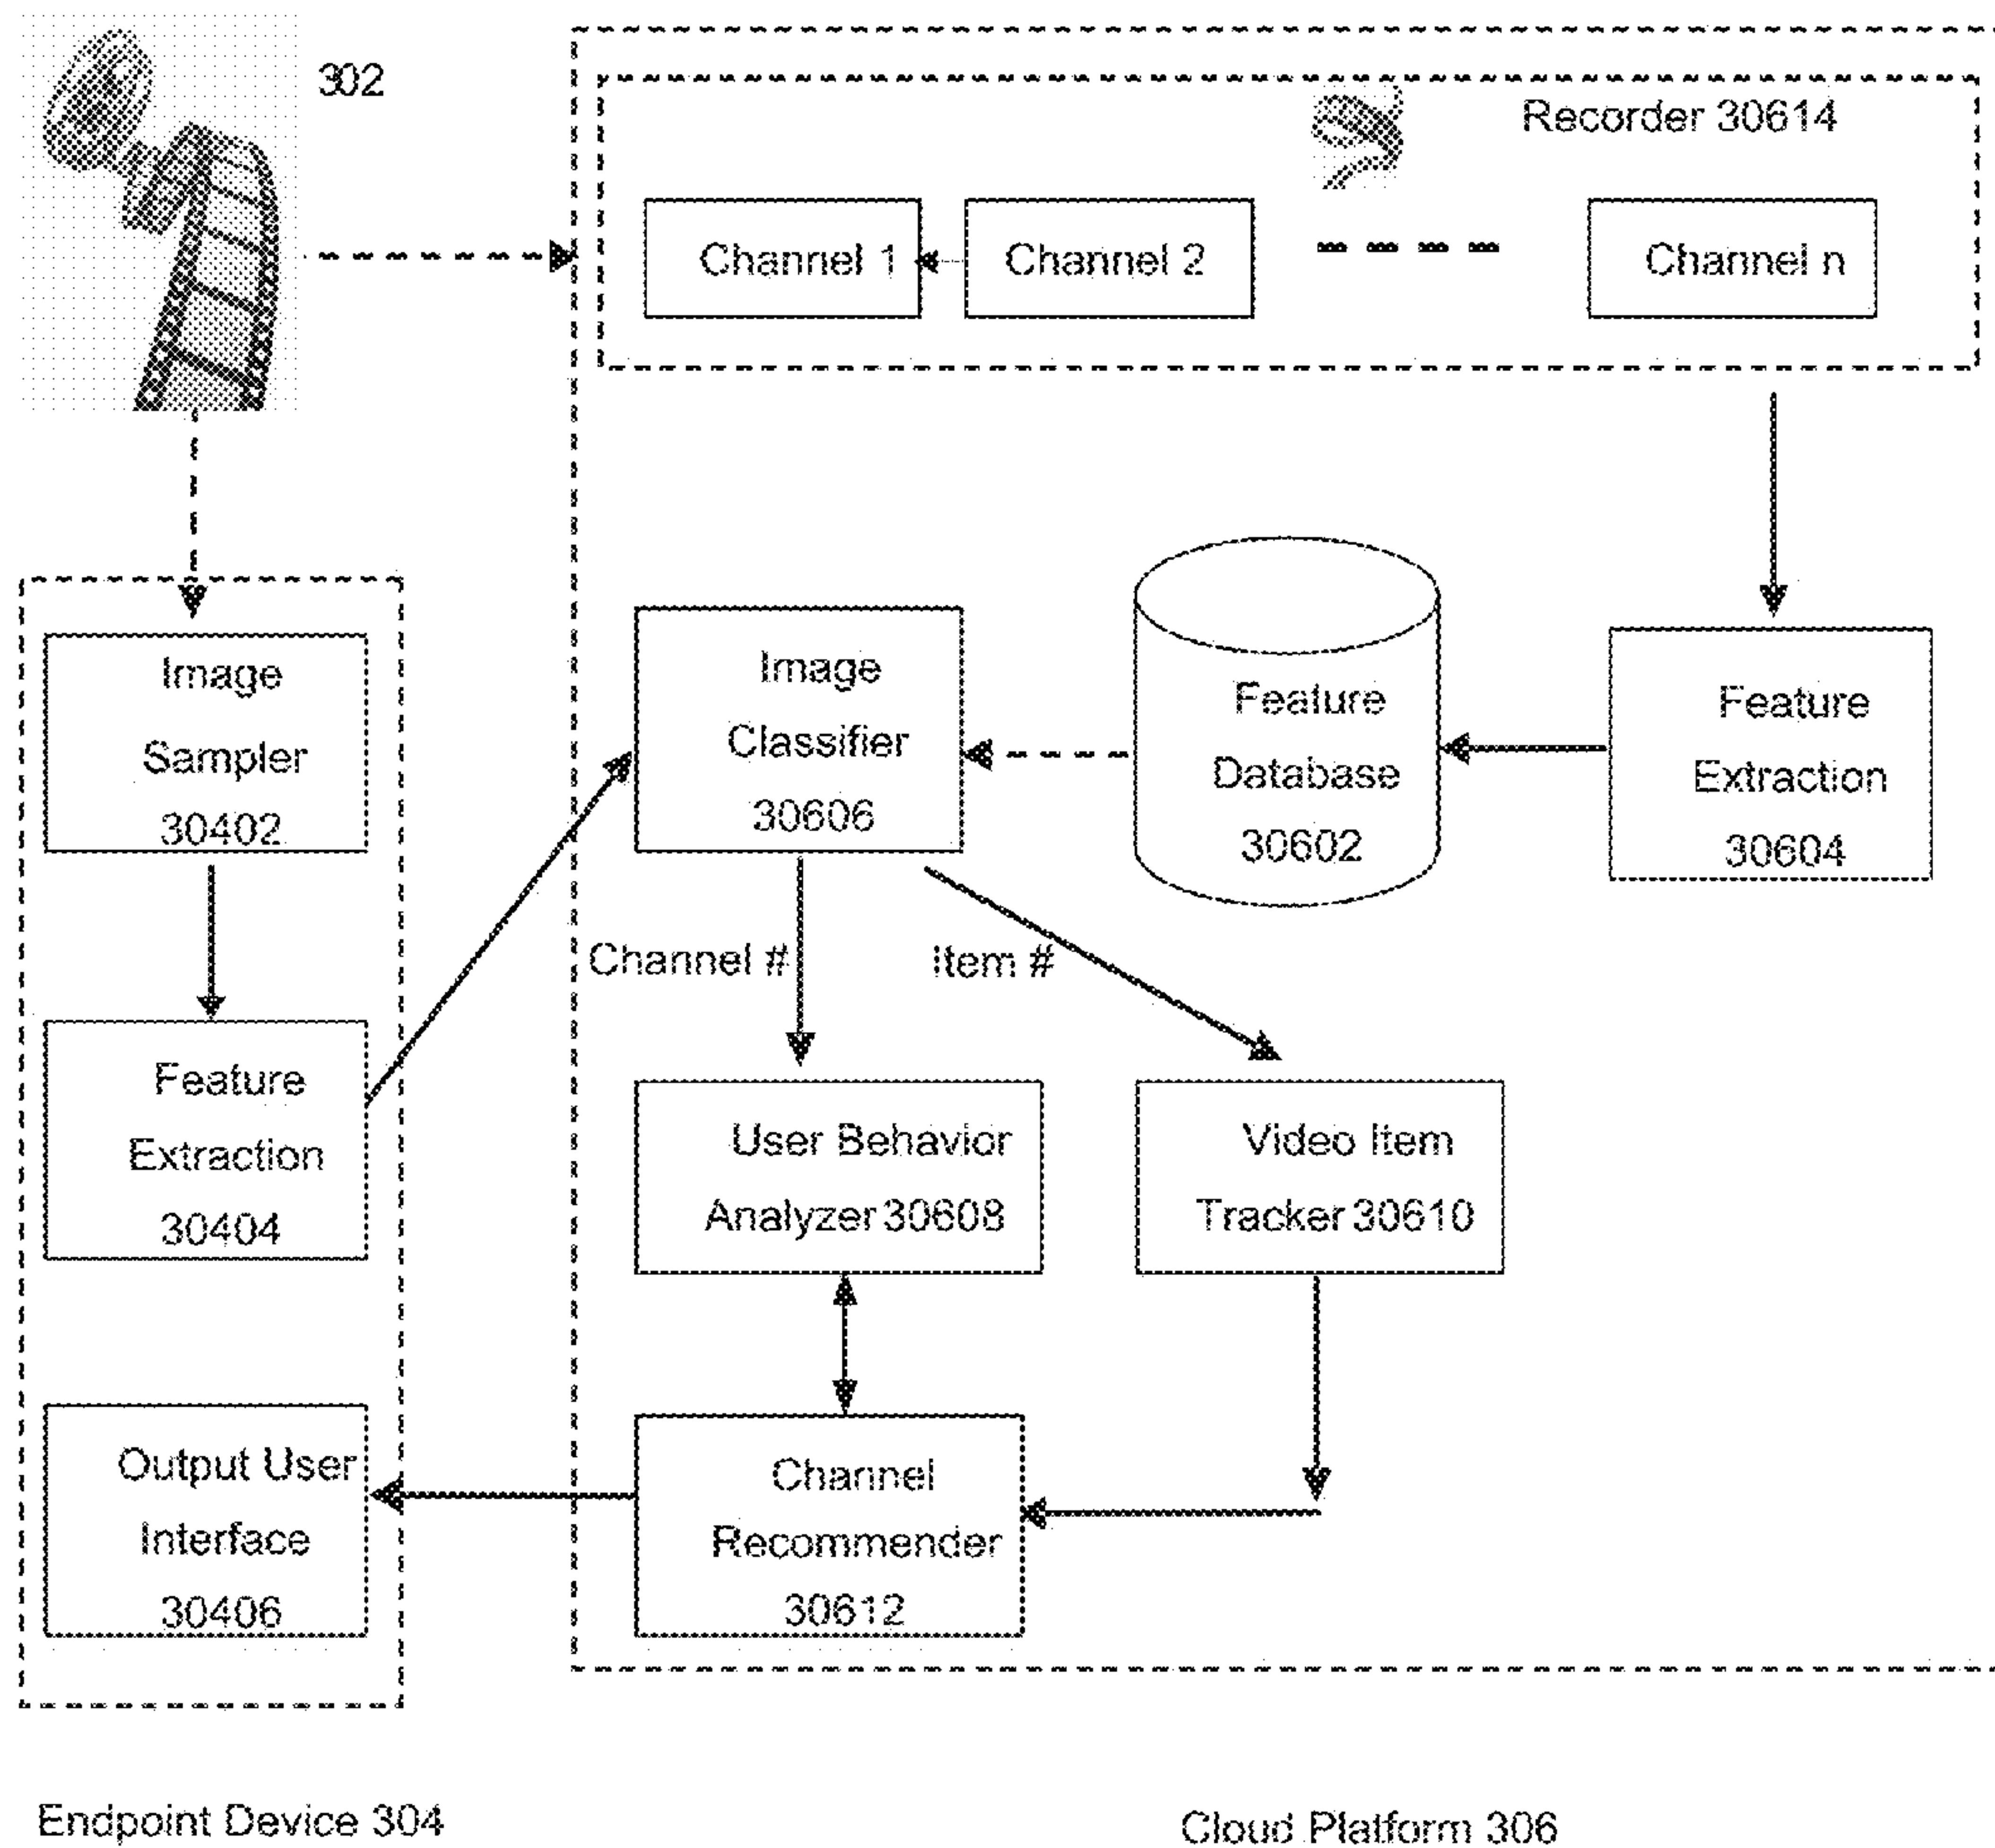 302
Recorder 30614
Channel 1
Channel 2
Channel n
Image
Sampler
30402
Image
Classifier
30606
Feature
Database
30602
Feature
Extraction
30604
Channel #
Item #
Feature
Extraction
30404
User Behavior
Analyzer 30608
Video Item
Tracker 30610
Output User
Interface
30406
Channel
Recommender
30612
Endpoint Device 304
Cloud Platform 306